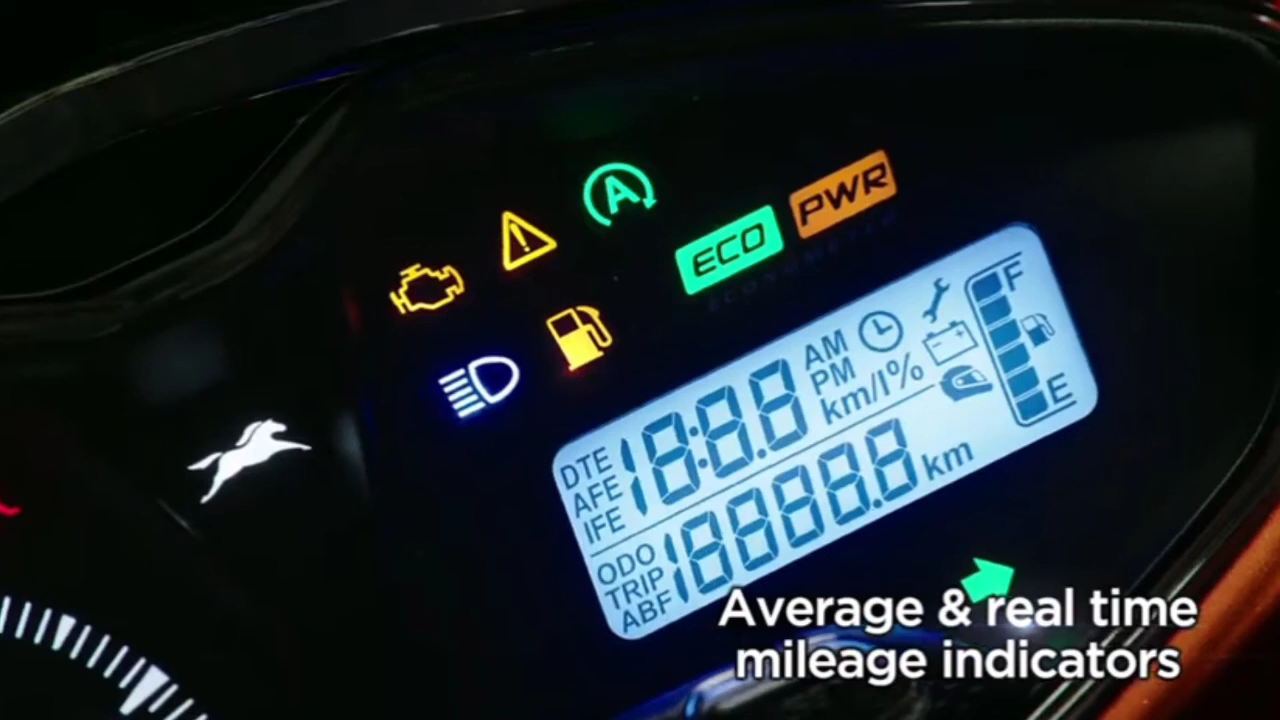 A
ECO
PWR
F
E
AM
PM
km/l%
18:8.8
DTE
AFE
IFE
ODO
TRIP
ABF
18888.8 km
Average & real time
mileage indicators